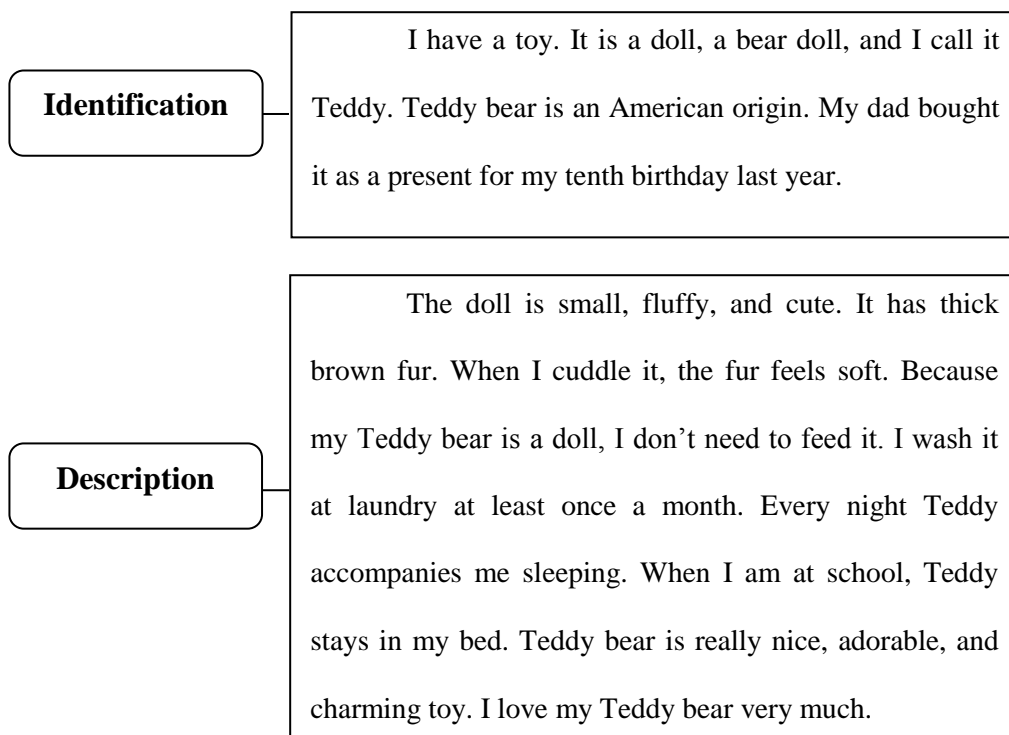 Identification
I have a toy. It is a doll, a bear doll, and I call it
Teddy. Teddy bear is an American origin. My dad bought
it as a present for my tenth birthday last year.
Description
The doll is small, fluffy, and cute. It has thick
brown fur. When I cuddle it, the fur feels soft. Because
my Teddy bear is a doll, I don’t need to feed it. I wash it
at laundry at least once a month. Every night Teddy
accompanies me sleeping. When I am at school, Teddy
stays in my bed. Teddy bear is really nice, adorable, and
charming toy. I love my Teddy bear very much.